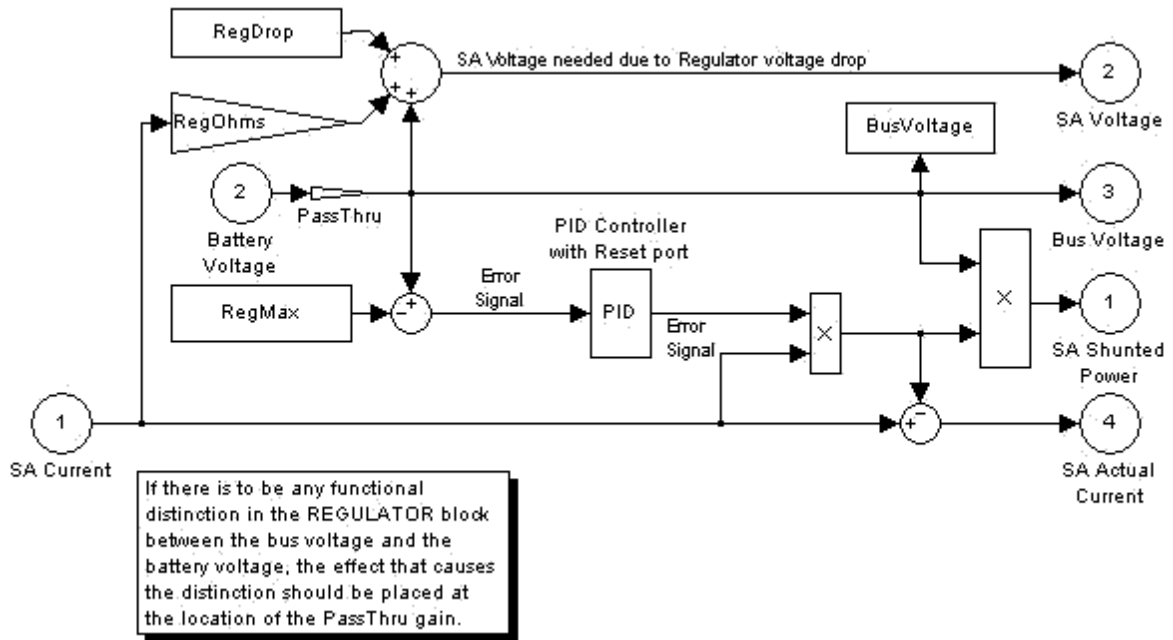 RegDrop
+
SA Voltage needed due to Regulator voltage drop
2
SA Voltage
+
+
RegOhms
BusVoltage
2
PassThru
3
Battery
Voltage
Bus Voltage
PID Controller
with Reset port
RegMax
−
+
Error
Signal
PID
Error
Signal
×
×
1
SA Shunted
Power
1
SA Current
+
−
4
SA Actual
Current
If there is to be any functional
distinction in the REGULATOR block
between the bus voltage and the
battery voltage, the effect that causes
the distinction should be placed at
the location of the PassThru gain.